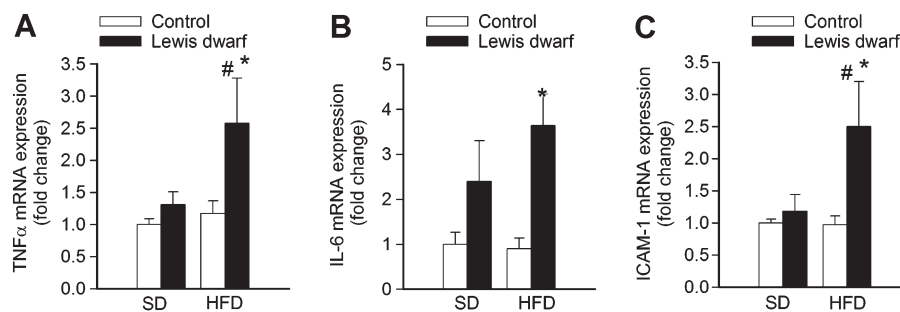 A
Control
Lewis dwarf
TNFα mRNA expression
(fold change)
3.5
3.0
2.5
2.0
1.5
1.0
0.5
0.0
# *
SD
HFD
B
Control
Lewis dwarf
IL-6 mRNA expression
(fold change)
5
4
3
2
1
0
*
SD
HFD
C
Control
Lewis dwarf
ICAM-1 mRNA expression
(fold change)
3.5
3.0
2.5
2.0
1.5
1.0
0.5
0.0
# *
SD
HFD